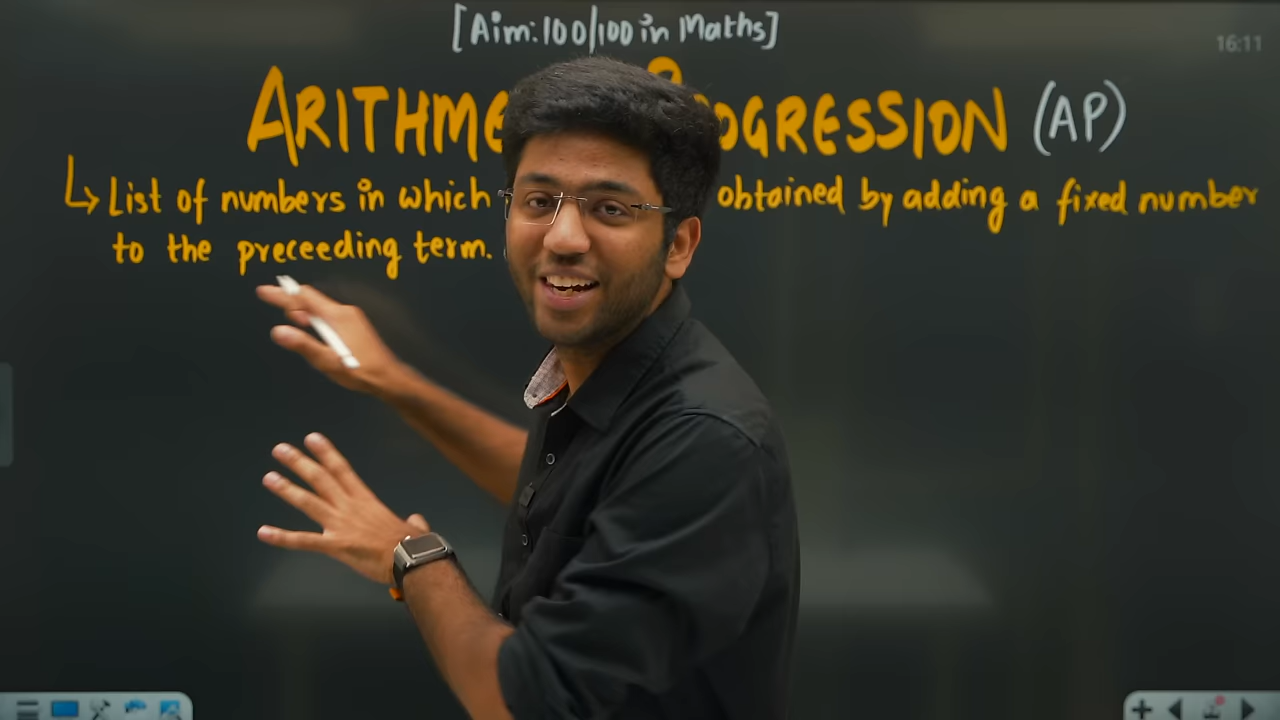 [Aim:100/100 in Maths]
16:11
ARITHME OGRESSION (AP)
↳ List of numbers in which obtained by adding a fixed number
to the preceeding term.